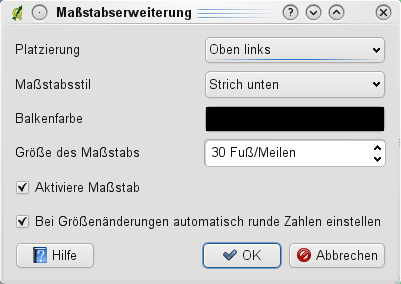 Maßstabserweiterung
Platzierung Oben links
Maßstabsstil Strich unten
Balkenfarbe
Größe des Maßstabs 30 Fuß/Meilen
Aktiviere Maßstab
Bei Größenänderungen automatisch runde Zahlen einstellen
Hilfe OK Abbrechen